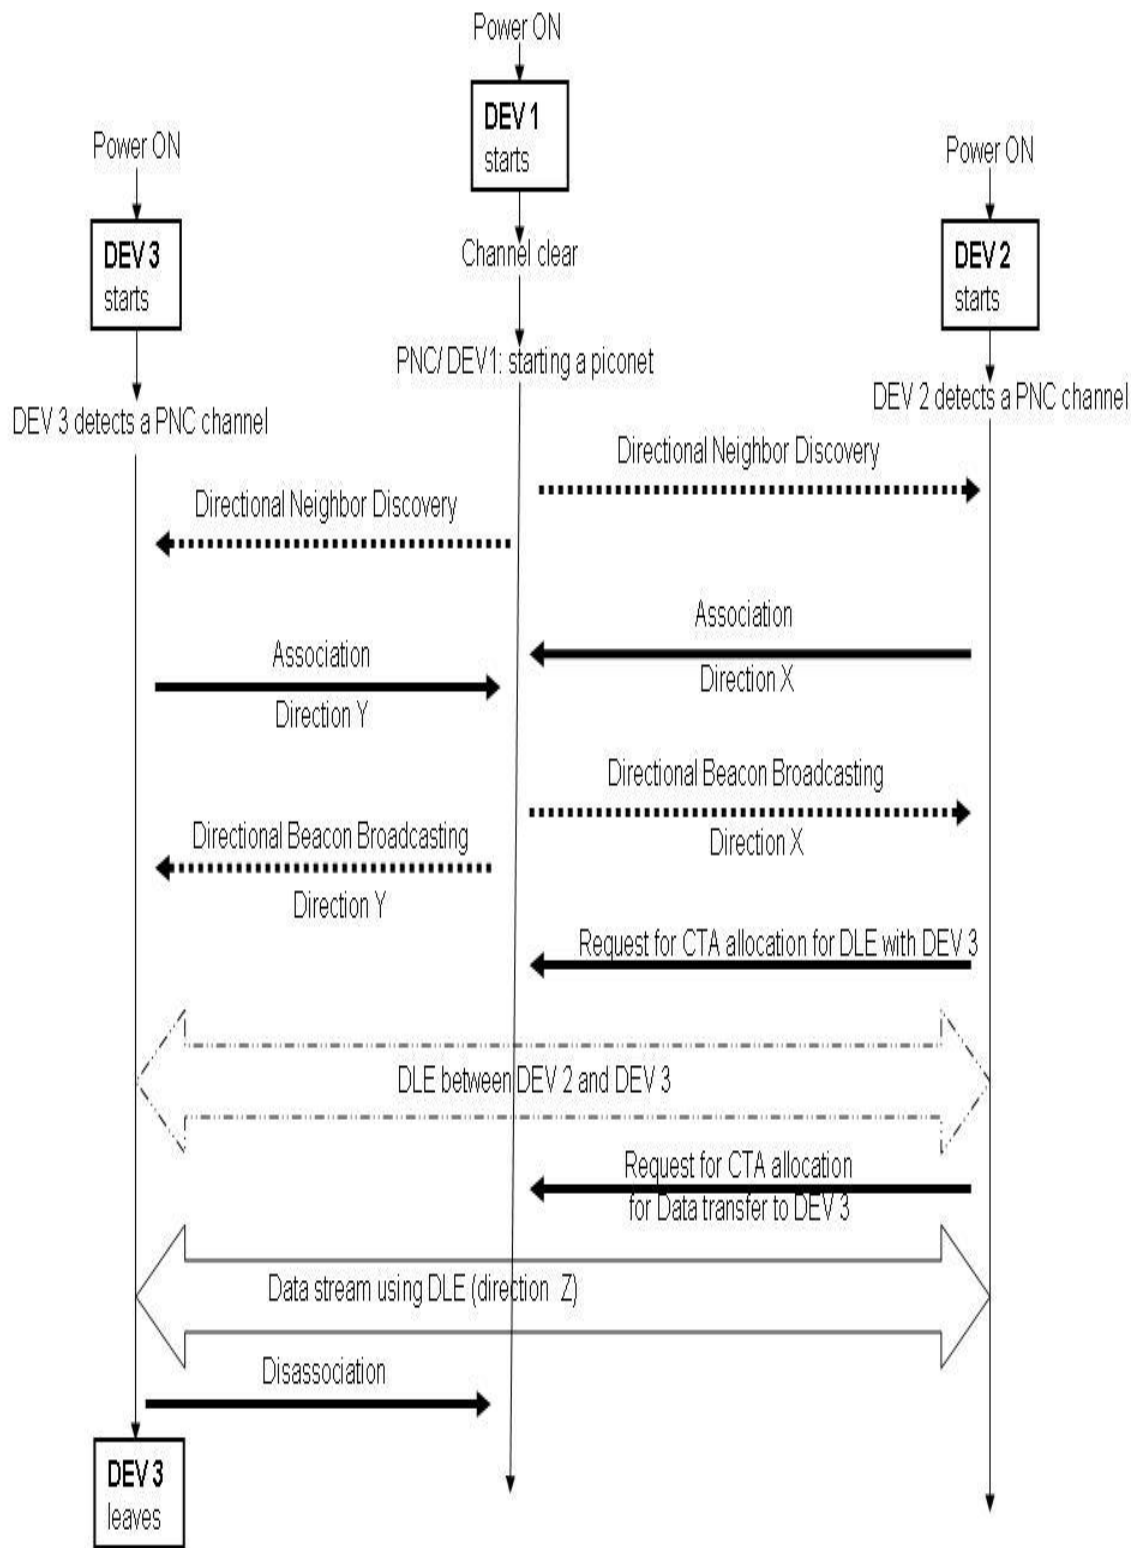 Power ON
DEV 1
starts
Power ON
Power ON
DEV 3
starts
Channel clear
DEV 2
starts
PNC/ DEV1: starting a piconet
DEV 3 detects a PNC channel
DEV 2 detects a PNC channel
Directional Neighbor Discovery
Directional Neighbor Discovery
Association
Direction X
Association
Direction Y
Directional Beacon Broadcasting
Direction X
Directional Beacon Broadcasting
Direction Y
Request for CTA allocation for DLE with DEV 3
DLE between DEV 2 and DEV 3
Request for CTA allocation
for Data transfer to DEV 3
Data stream using DLE (direction Z)
Disassociation
DEV 3
leaves